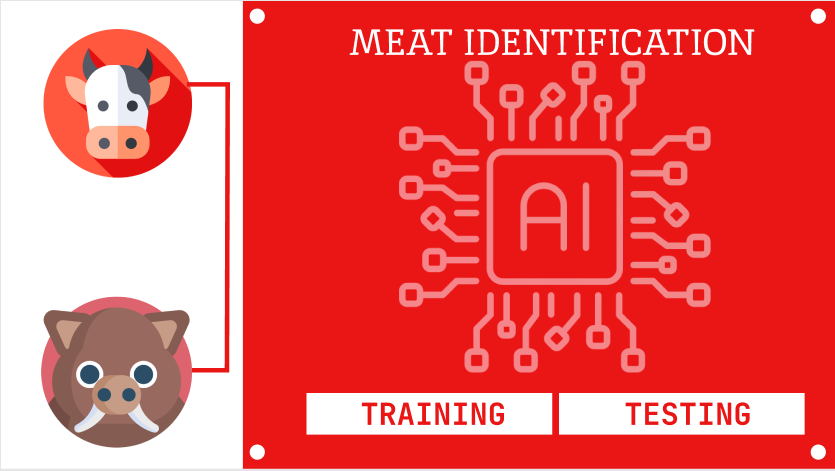 MEAT IDENTIFICATION
AI
TRAINING
TESTING